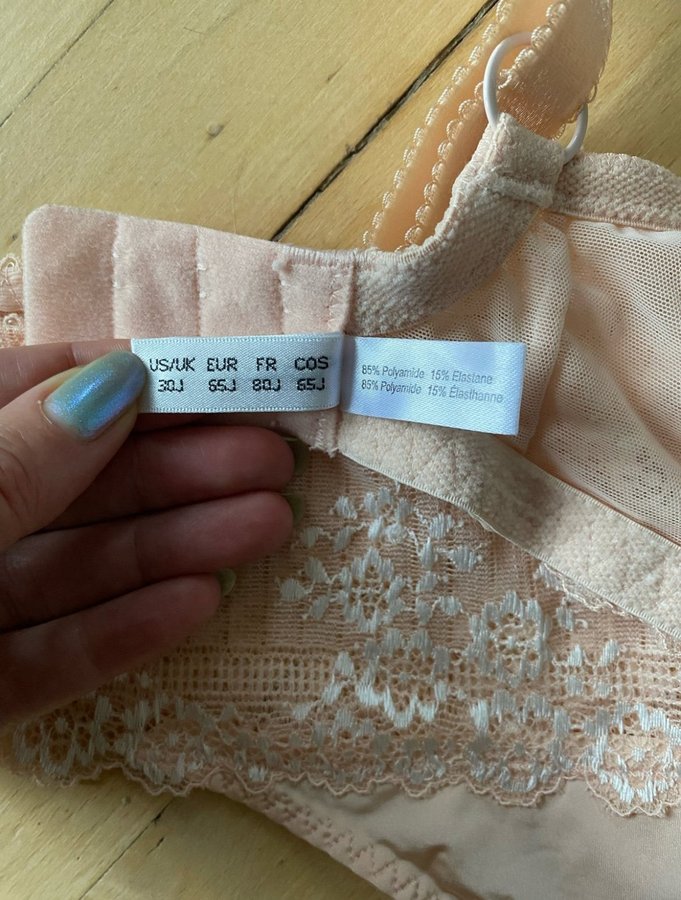 US/UK EUR FR COS
30J 65J 80J 65J
85% Polyamide 15% Elastane
85% Polyamide 15% Élasthanne